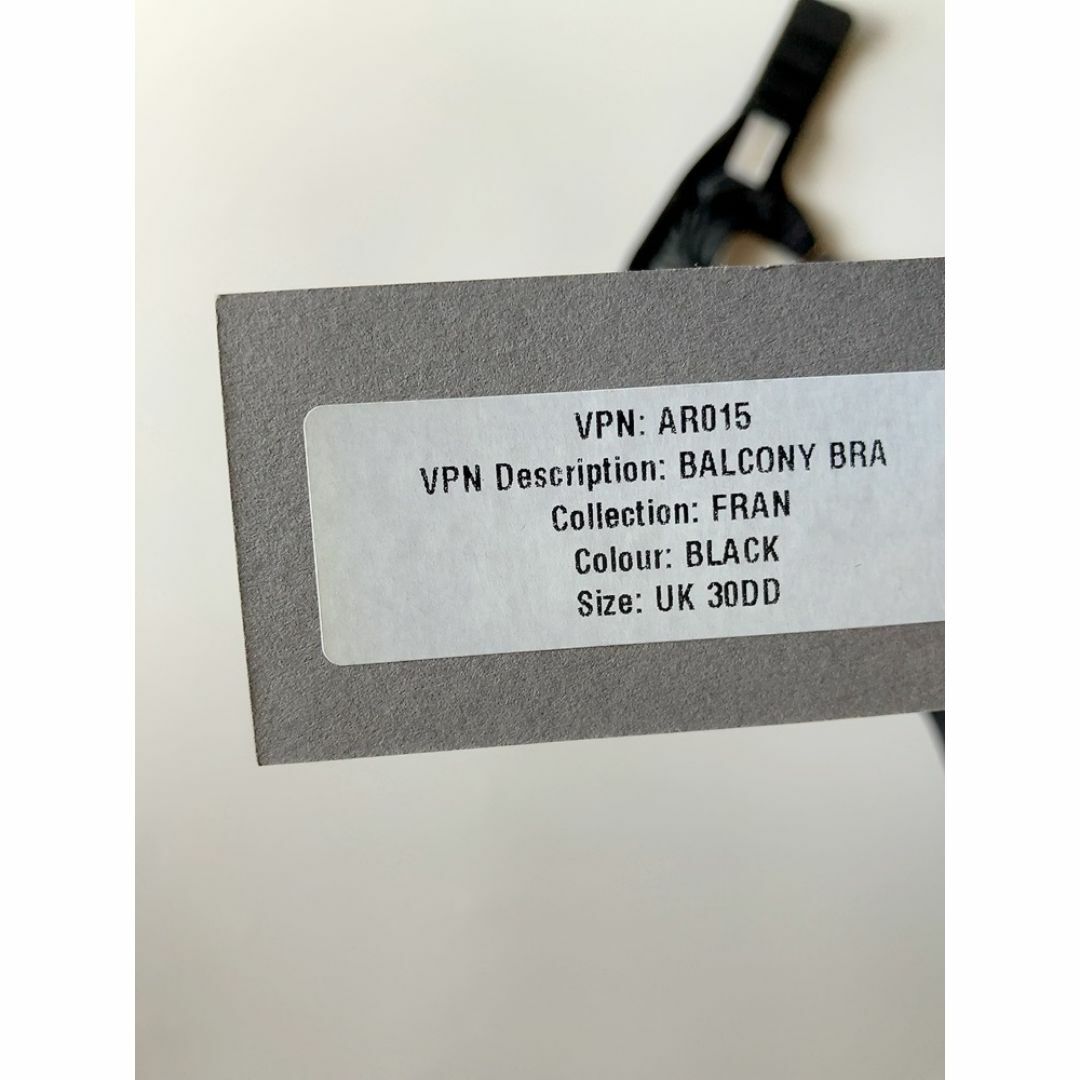 VPN: AR015
VPN Description: BALCONY BRA
Collection: FRAN
Colour: BLACK
Size: UK 30DD